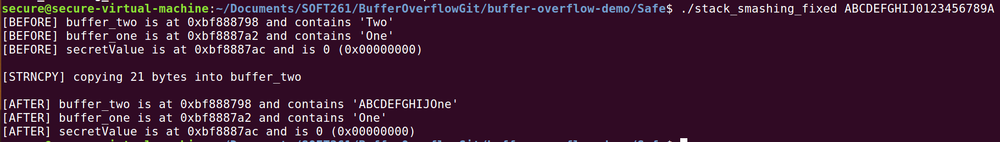 secure@secure-virtual-machine:~/Documents/SOFT261/BufferOverflowGit/buffer-overflow-demo/Safe$ ./stack_smashing_fixed ABCDEFGHIJ0123456789A
[BEFORE] buffer_two is at 0xbf888798 and contains 'Two'
[BEFORE] buffer_one is at 0xbf8887a2 and contains 'One'
[BEFORE] secretValue is at 0xbf8887ac and is 0 (0x00000000)
[STRNCPY] copying 21 bytes into buffer_two
[AFTER] buffer_two is at 0xbf888798 and contains 'ABCDEFGHIJOne'
[AFTER] buffer_one is at 0xbf8887a2 and contains 'One'
[AFTER] secretValue is at 0xbf8887ac and is 0 (0x00000000)